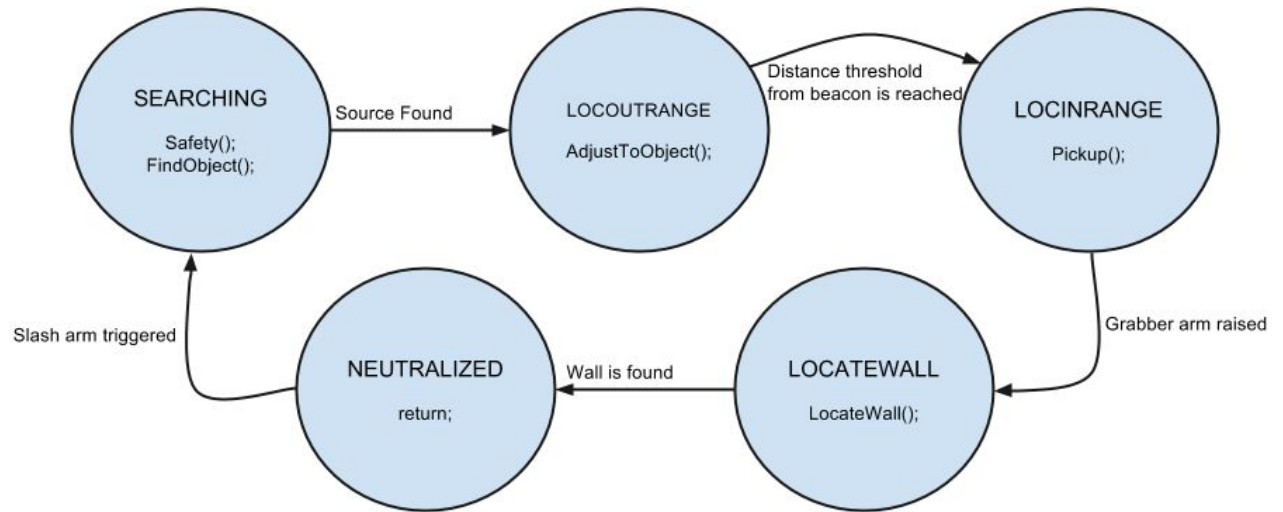 SEARCHING
Safety();
FindObject();
Source Found
LOCOUTRANGE
AdjustToObject();
Distance threshold
from beacon is reached
LOCINRANGE
Pickup();
Grabber arm raised
LOCATEWALL
LocateWall();
Wall is found
NEUTRALIZED
return;
Slash arm triggered